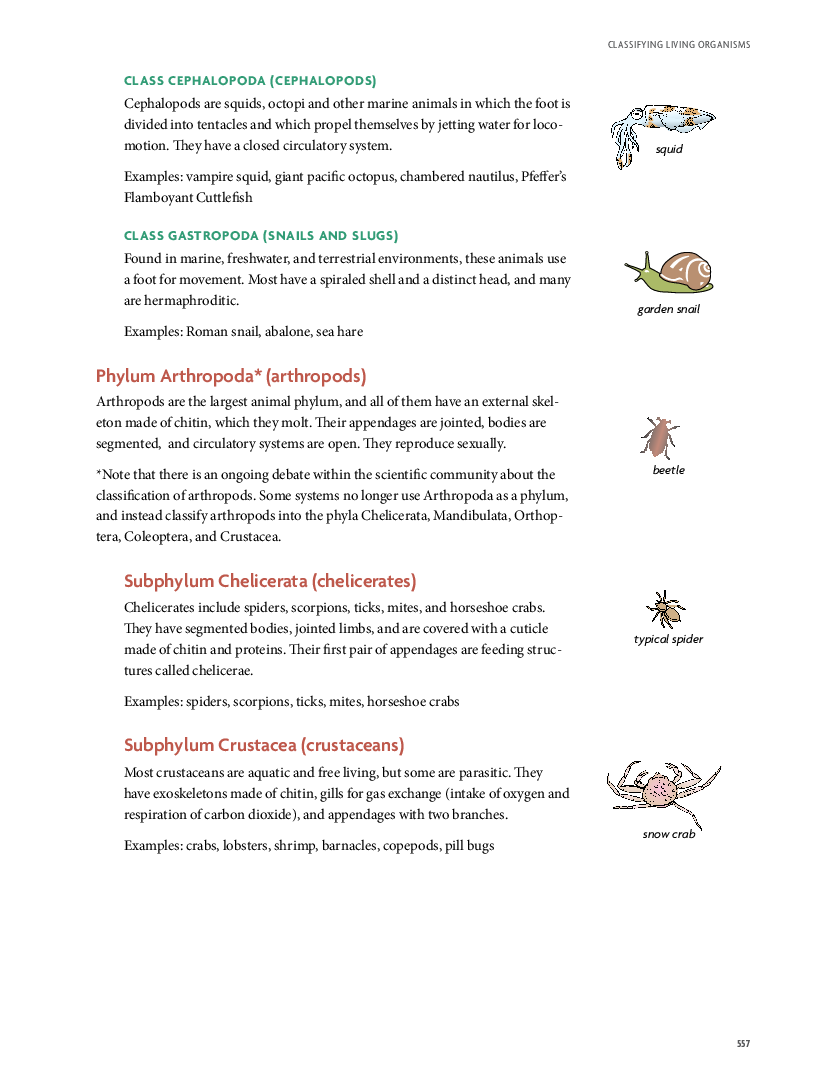 CLASSIFYING LIVING ORGANISMS
CLASS CEPHALOPODA (CEPHALOPODS)
Cephalopods are squids, octopi and other marine animals in which the foot is
divided into tentacles and which propel themselves by jetting water for loco-
motion. They have a closed circulatory system.
Examples: vampire squid, giant pacific octopus, chambered nautilus, Pfeffer’s
Flamboyant Cuttlefish
squid
CLASS GASTROPODA (SNAILS AND SLUGS)
Found in marine, freshwater, and terrestrial environments, these animals use
a foot for movement. Most have a spiraled shell and a distinct head, and many
are hermaphroditic.
Examples: Roman snail, abalone, sea hare
garden snail
Phylum Arthropoda* (arthropods)
Arthropods are the largest animal phylum, and all of them have an external skel-
eton made of chitin, which they molt. Their appendages are jointed, bodies are
segmented,  and circulatory systems are open. They reproduce sexually.
*Note that there is an ongoing debate within the scientific community about the
classification of arthropods. Some systems no longer use Arthropoda as a phylum,
and instead classify arthropods into the phyla Chelicerata, Mandibulata, Orthop-
tera, Coleoptera, and Crustacea.
beetle
Subphylum Chelicerata (chelicerates)
Chelicerates include spiders, scorpions, ticks, mites, and horseshoe crabs.
They have segmented bodies, jointed limbs, and are covered with a cuticle
made of chitin and proteins. Their first pair of appendages are feeding struc-
tures called chelicerae.
Examples: spiders, scorpions, ticks, mites, horseshoe crabs
typical spider
Subphylum Crustacea (crustaceans)
Most crustaceans are aquatic and free living, but some are parasitic. They
have exoskeletons made of chitin, gills for gas exchange (intake of oxygen and
respiration of carbon dioxide), and appendages with two branches.
Examples: crabs, lobsters, shrimp, barnacles, copepods, pill bugs
snow crab
557